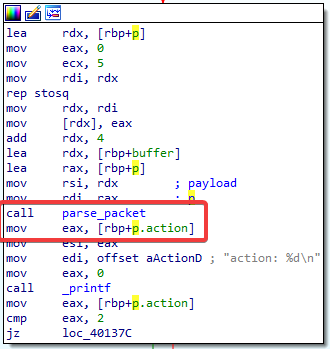 lea rdx, [rbp+p]
mov eax, 0
mov ecx, 5
mov rdi, rdx
rep stosq
mov rdx, rdi
mov [rdx], eax
add rdx, 4
lea rdx, [rbp+buffer]
lea rax, [rbp+p]
mov rsi, rdx ; payload
mov rdi, rax ; p
call parse_packet
mov eax, [rbp+p.action]
mov esi, eax
mov edi, offset aActionD ; "action: %d\n"
mov eax, 0
call _printf
mov eax, [rbp+p.action]
cmp eax, 2
jz loc_40137C